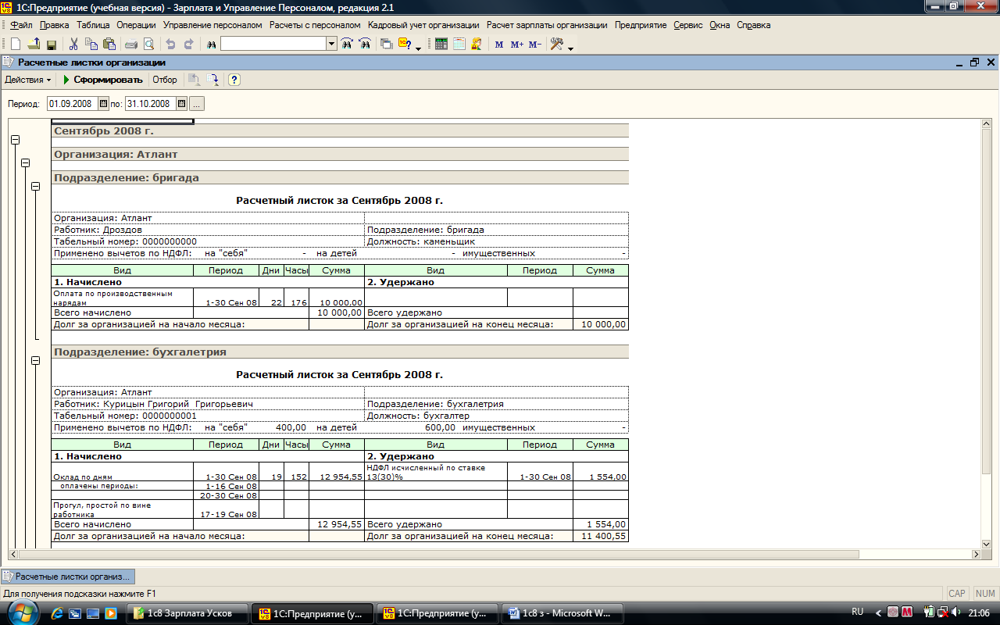 1С:Предприятие (учебная версия) - Зарплата и Управление Персоналом, редакция 2.1
Файл Правка Таблица Операции Управление персоналом Расчеты с персоналом Кадровый учет организации Расчет зарплаты организации Предприятие Сервис Окна Справка
M M+ M-
Расчетные листки организации
Действия Сформировать Отбор
Период: 01.09.2008 по: 31.10.2008 ...
Сентябрь 2008 г.
Организация: Атлант
Подразделение: бригада
Расчетный листок за Сентябрь 2008 г.
Организация: Атлант
Работник: Дроздов Подразделение: бригада
Табельный номер: 0000000000 Должность: каменьщик
Применено вычетов по НДФЛ: на "себя" - на детей - имущественных -
Вид Период Дни Часы Сумма Вид Период Сумма
1. Начислено 2. Удержано
Оплата по производственным
нарядам 1-30 Сен 08 22 176 10 000,00
Всего начислено 10 000,00 Всего удержано
Долг за организацией на начало месяца: Долг за организацией на конец месяца: 10 000,00
Подразделение: бухгалетрия
Расчетный листок за Сентябрь 2008 г.
Организация: Атлант
Работник: Курицын Григорий Григорьевич Подразделение: бухгалетрия
Табельный номер: 0000000001 Должность: бухгалтер
Применено вычетов по НДФЛ: на "себя" 400,00 на детей 600,00 имущественных -
Вид Период Дни Часы Сумма Вид Период Сумма
1. Начислено 2. Удержано
Оклад по дням 1-30 Сен 08 19 152 12 954,55 НДФЛ исчисленный по ставке
13(30)% 1-30 Сен 08 1 554,00
оплачены периоды: 1-16 Сен 08
20-30 Сен 08
Прогул, простой по вине
работника 17-19 Сен 08
Всего начислено 12 954,55 Всего удержано 1 554,00
Долг за организацией на начало месяца: Долг за организацией на конец месяца: 11 400,55
Расчетные листки организ...
Для получения подсказки нажмите F1 CAP NUM
1с8 Зарплата Усков 1С:Предприятие (у... 1С:Предприятие (у... 1с8 з - Microsoft W... RU 21:06